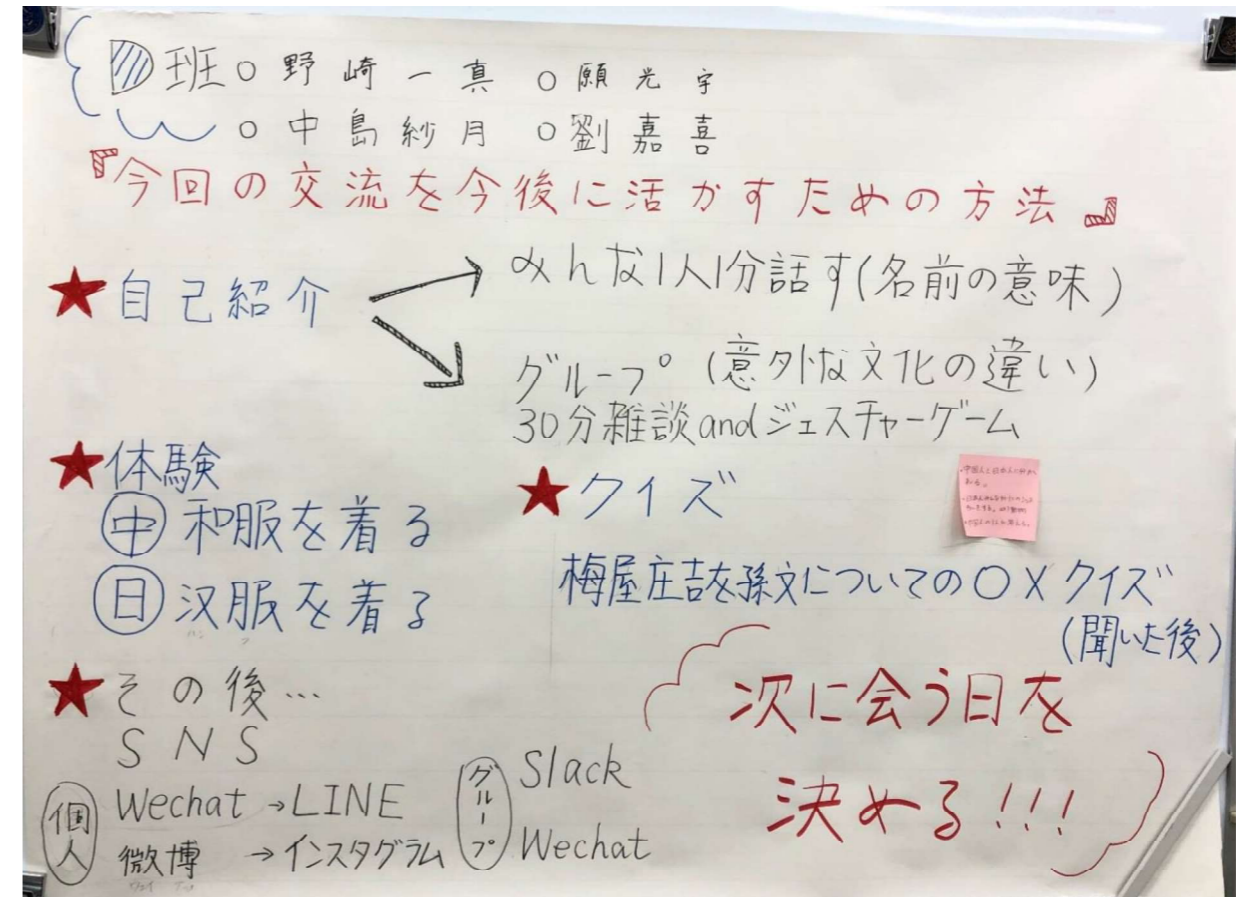 D班 ○野崎一真 ○願光宇
○中島紗月 ○劉嘉喜
『今回の交流を今後に活かすための方法』
★自己紹介
みんな1人1分話す(名前の意味)
グループ(意外な文化の違い)
30分雑談andジェスチャーゲーム
★体験
中 和服を着る
日 汉服を着る
★クイズ
梅屋庄吉を孫文についての○×クイズ
(聞いた後)
★その後…
SNS
個人
Wechat→LINE
微博→インスタグラム
グループ
Slack
Wechat
次に会う日を
決める!!!